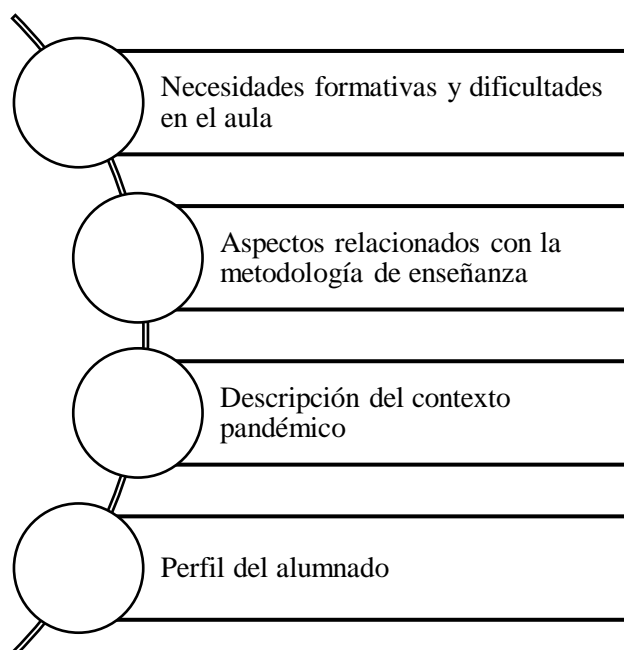 Necesidades formativas y dificultades
en el aula
Aspectos relacionados con la
metodología de enseñanza
Descripción del contexto
pandémico
Perfil del alumnado